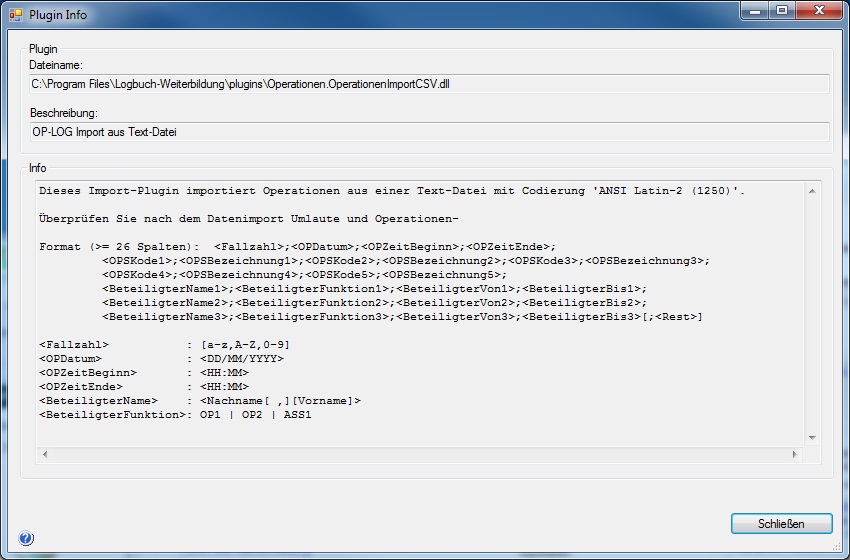 Plugin Info
Plugin
Dateiname:
C:\Program Files\Logbuch-Weiterbildung\plugins\Operationen.OperationenImportCSV.dll
Beschreibung:
OP-LOG Import aus Text-Datei
Info
Dieses Import-Plugin importiert Operationen aus einer Text-Datei mit Codierung 'ANSI Latin-2 (1250)'.
Überprüfen Sie nach dem Datenimport Umlaute und Operationen-
Format (>= 26 Spalten):  <Fallzahl>;<OPDatum>;<OPZeitBeginn>;<OPZeitEnde>;
<OPSKode1>;<OPSBezeichnung1>;<OPSKode2>;<OPSBezeichnung2>;<OPSKode3>;<OPSBezeichnung3>;
<OPSKode4>;<OPSBezeichnung4>;<OPSKode5>;<OPSBezeichnung5>;
<BeteiligterName1>;<BeteiligterFunktion1>;<BeteiligterVon1>;<BeteiligterBis1>;
<BeteiligterName2>;<BeteiligterFunktion2>;<BeteiligterVon2>;<BeteiligterBis2>;
<BeteiligterName3>;<BeteiligterFunktion3>;<BeteiligterVon3>;<BeteiligterBis3>[;<Rest>]
<Fallzahl>           : [a-z,A-Z,0-9]
<OPDatum>            : <DD/MM/YYYY>
<OPZeitBeginn>       : <HH:MM>
<OPZeitEnde>         : <HH:MM>
<BeteiligterName>    : <Nachname[ ,][Vorname]>
<BeteiligterFunktion>: OP1 | OP2 | ASS1
Schließen